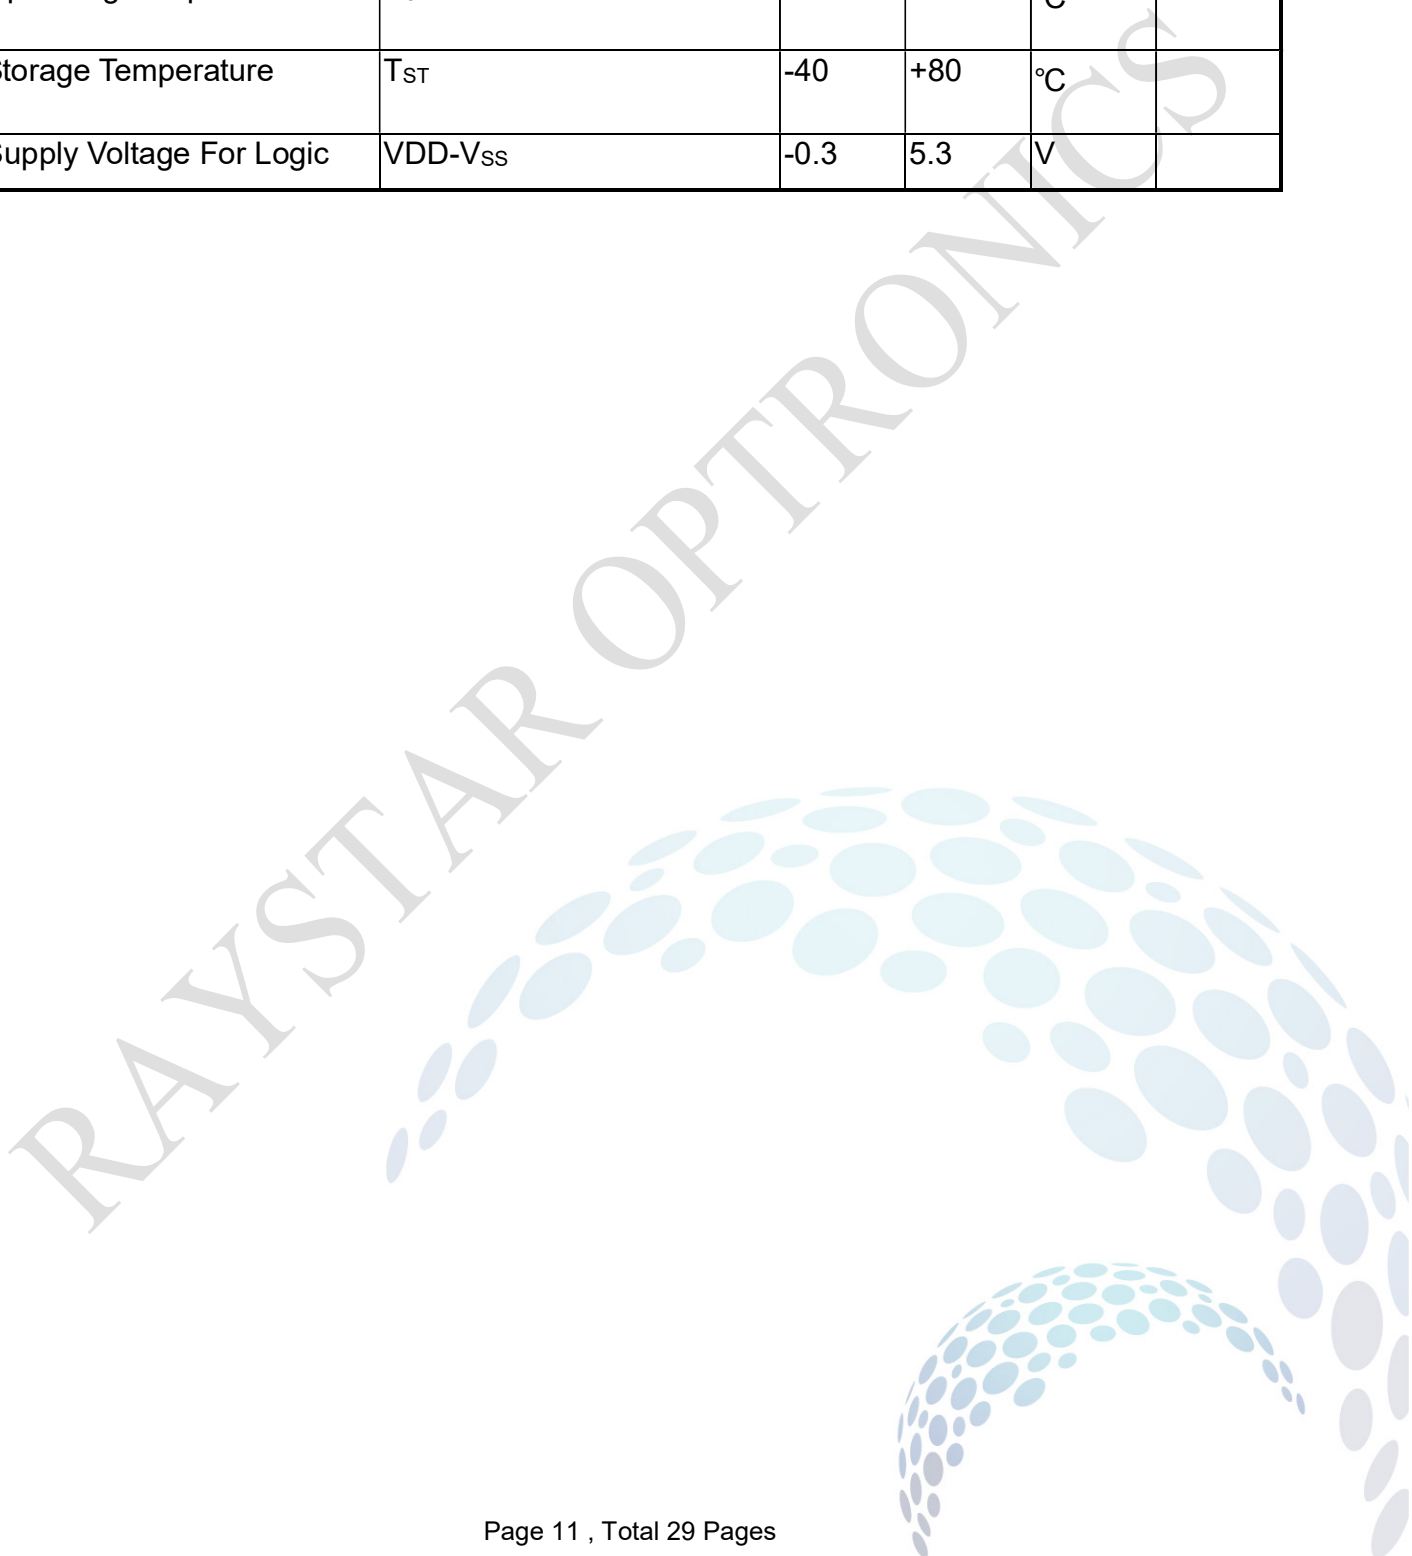 ℃
Storage Temperature TST -40 +80 ℃
Supply Voltage For Logic VDD-VSS -0.3 5.3 V
RAYSTAR OPTRONICS
Page 11 , Total 29 Pages